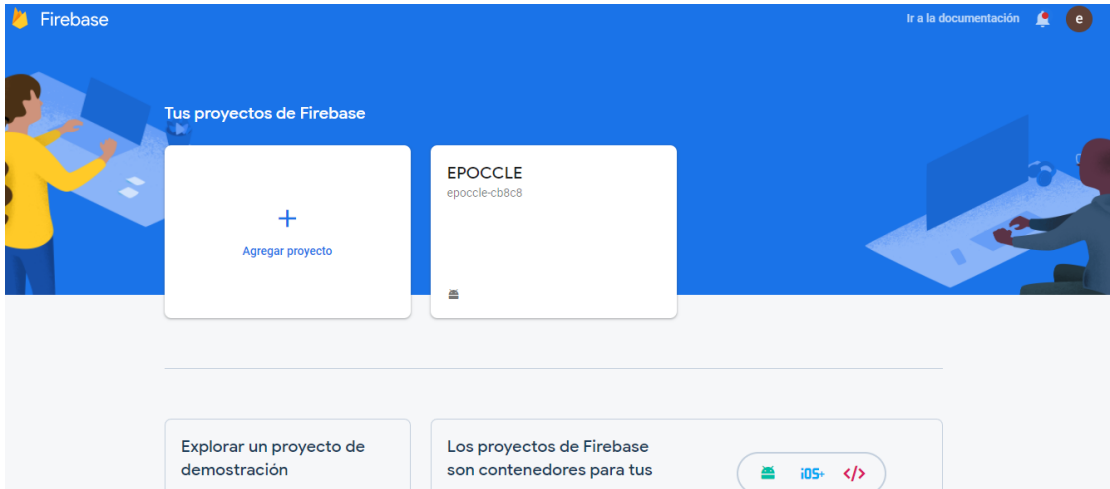 Firebase
Ir a la documentación
e
Tus proyectos de Firebase
Agregar proyecto
EPOCCLE
epoccle-cb8c8
Explorar un proyecto de
demostración
Los proyectos de Firebase
son contenedores para tus
iOS+
</>